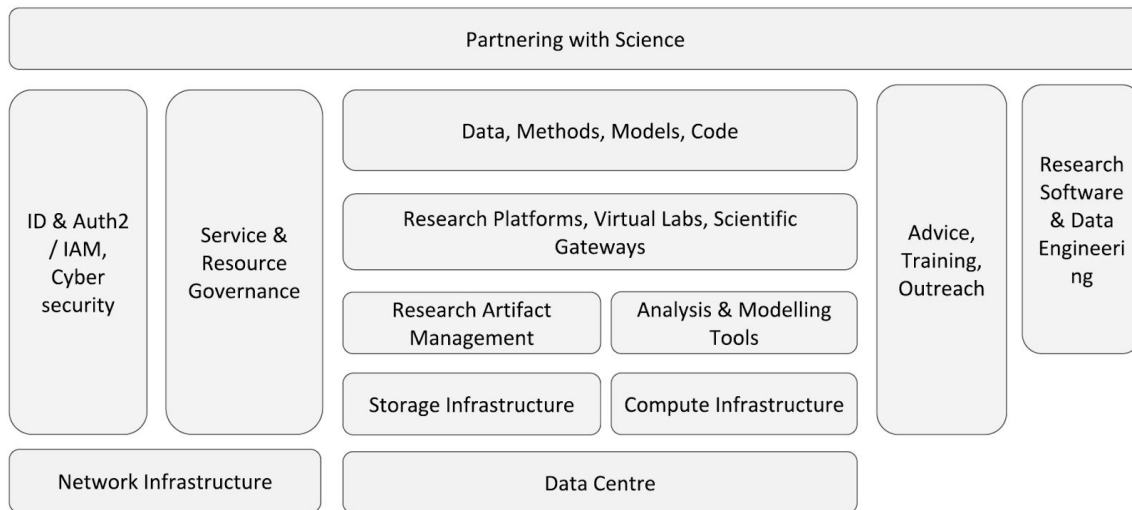 Partnering with Science
ID & Auth2
/ IAM,
Cyber
security
Service &
Resource
Governance
Data, Methods, Models, Code
Research Platforms, Virtual Labs, Scientific
Gateways
Research Artifact
Management
Analysis & Modelling
Tools
Storage Infrastructure
Compute Infrastructure
Advice,
Training,
Outreach
Research
Software
& Data
Engineeri
ng
Network Infrastructure
Data Centre